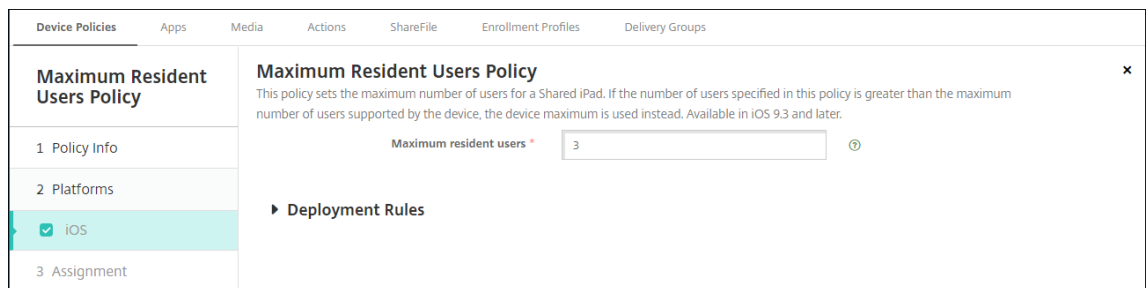 Device Policies Apps Media Actions ShareFile Enrollment Profiles Delivery Groups
Maximum Resident
Users Policy
1 Policy Info
2 Platforms
iOS
3 Assignment
Maximum Resident Users Policy
This policy sets the maximum number of users for a Shared iPad. If the number of users specified in this policy is greater than the maximum
number of users supported by the device, the device maximum is used instead. Available in iOS 9.3 and later.
Maximum resident users * 3
Deployment Rules